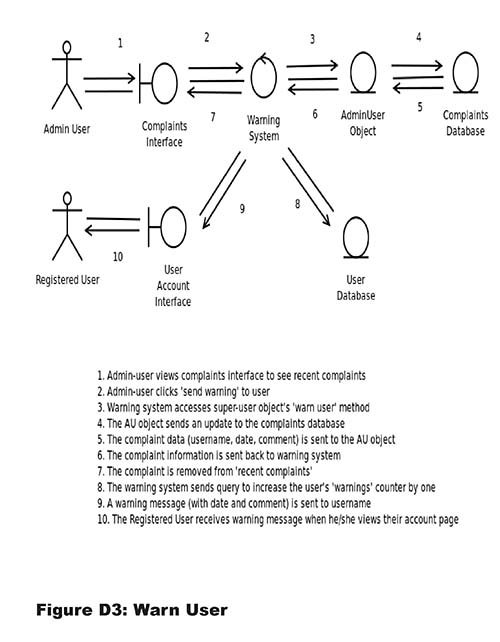 1
2
3
4
7
6
5
Admin User
Complaints
Interface
Warning
System
AdminUser
Object
Complaints
Database
9
8
10
Registered User
User
Account
Interface
User
Database
1. Admin-user views complaints interface to see recent complaints
2. Admin-user clicks 'send warning' to user
3. Warning system accesses super-user object's 'warn user' method
4. The AU object sends an update to the complaints database
5. The complaint data (username, date, comment) is sent to the AU object
6. The complaint information is sent back to warning system
7. The complaint is removed from 'recent complaints'
8. The warning system sends query to increase the user's 'warnings' counter by one
9. A warning message (with date and comment) is sent to username
10. The Registered User receives warning message when he/she views their account page
Figure D3: Warn User